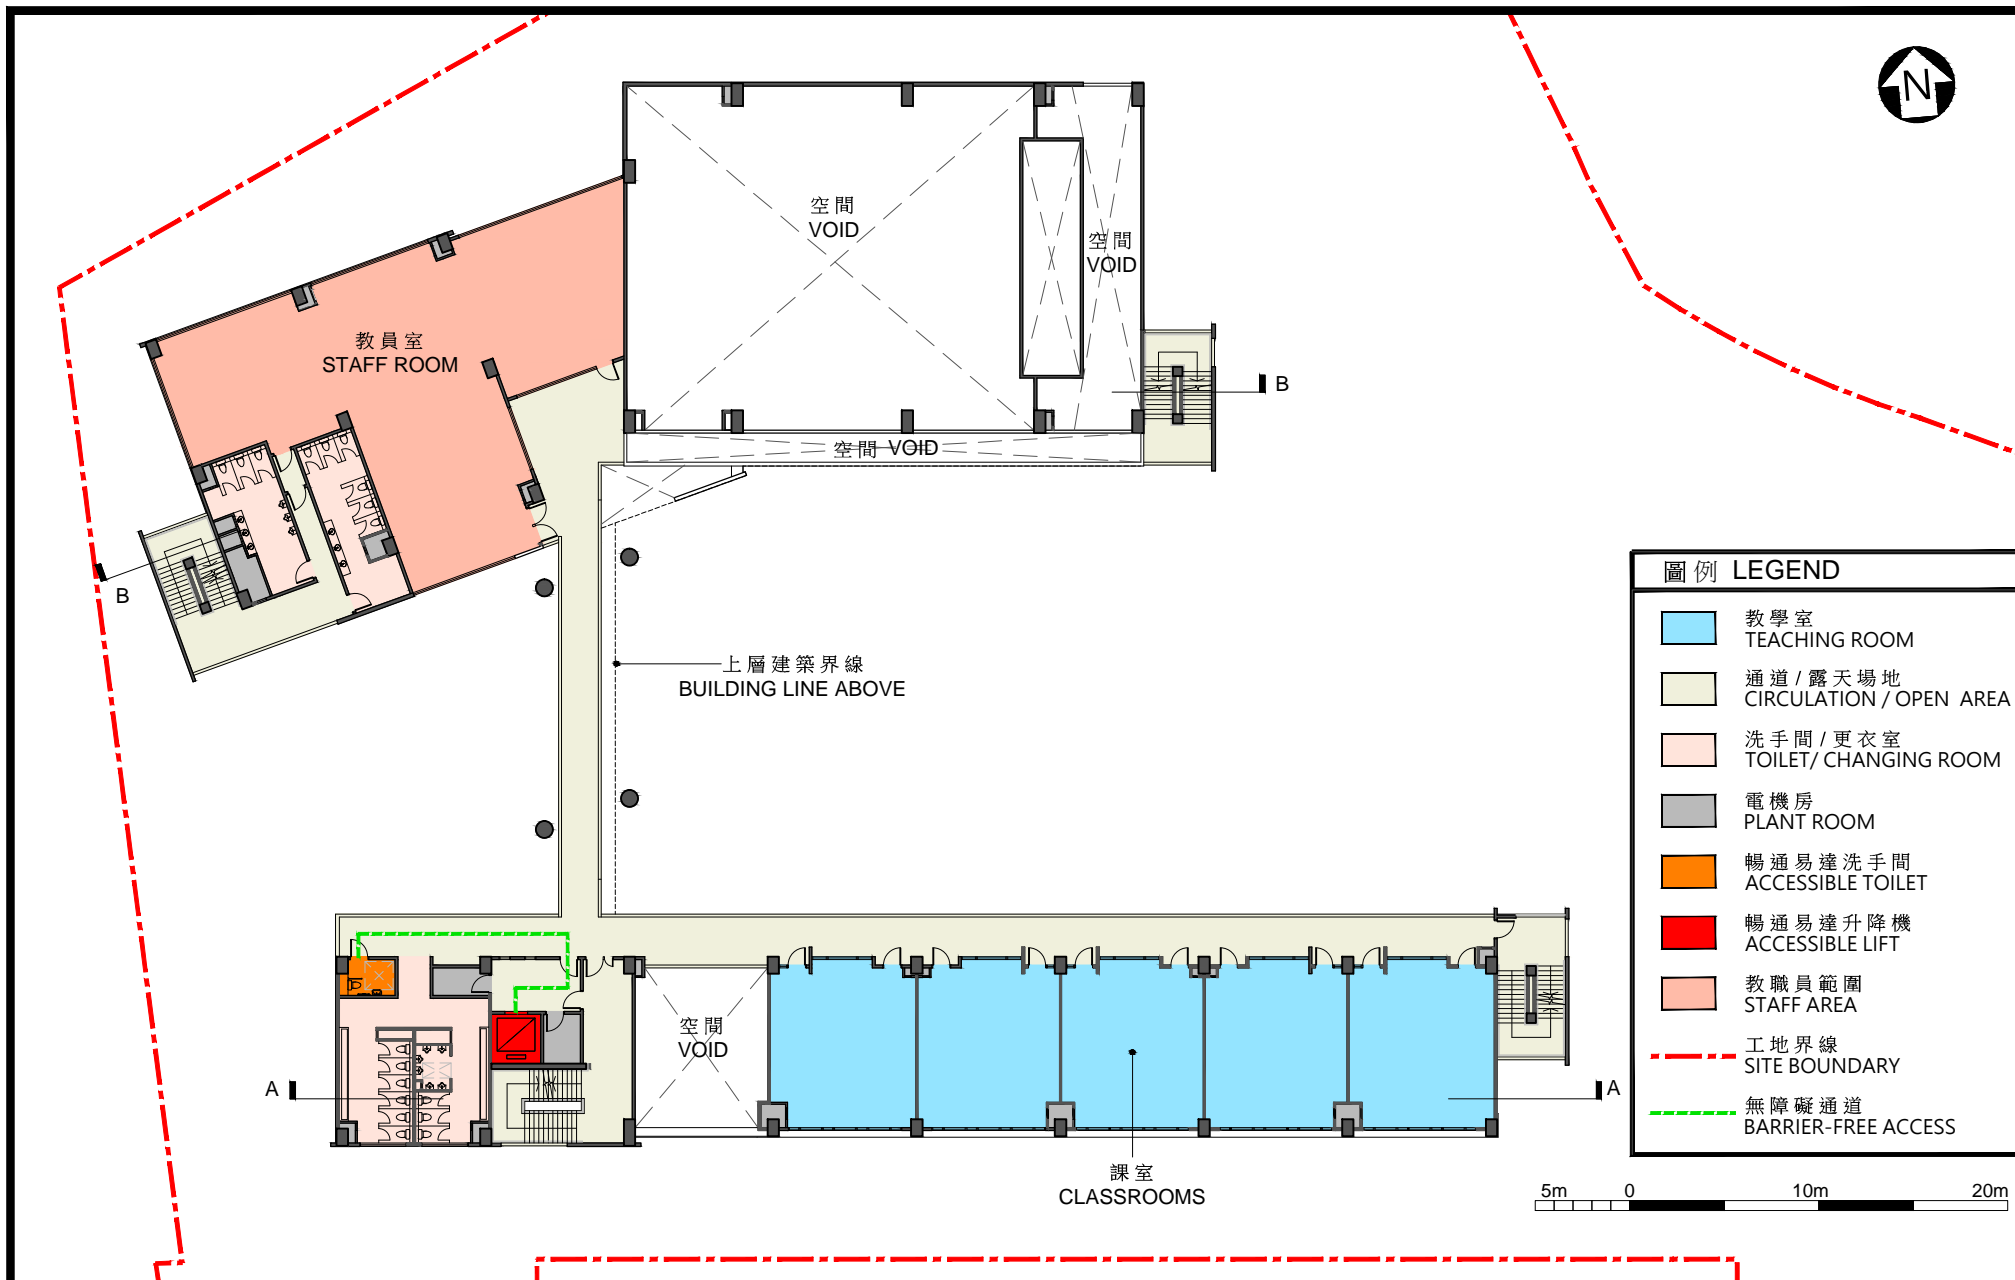 N
空間
VOID
空間
VOID
教員室
STAFF ROOM
B
空間 VOID
B
上層建築界線
BUILDING LINE ABOVE
空間
VOID
A
A
課室
CLASSROOMS
圖例 LEGEND
教學室
TEACHING ROOM
通道 / 露天場地
CIRCULATION / OPEN AREA
洗手間 / 更衣室
TOILET/ CHANGING ROOM
電機房
PLANT ROOM
暢通易達洗手間
ACCESSIBLE TOILET
暢通易達升降機
ACCESSIBLE LIFT
教職員範圍
STAFF AREA
工地界線
SITE BOUNDARY
無障礙通道
BARRIER-FREE ACCESS
5m 0 10m 20m